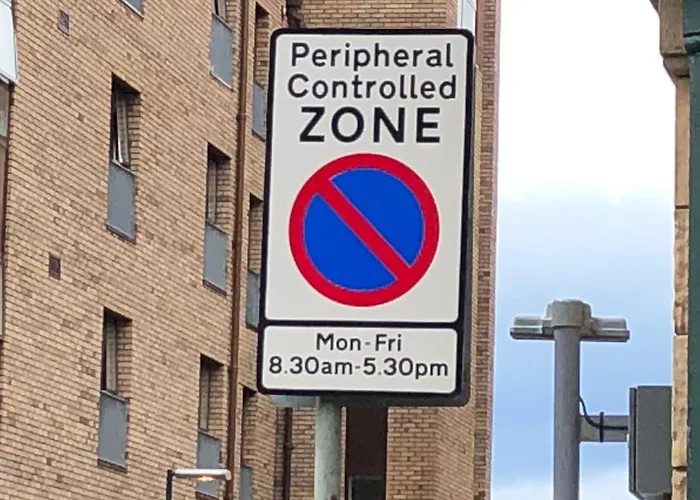 Peripheral
Controlled
ZONE
Mon-Fri
8.30am-5.30pm